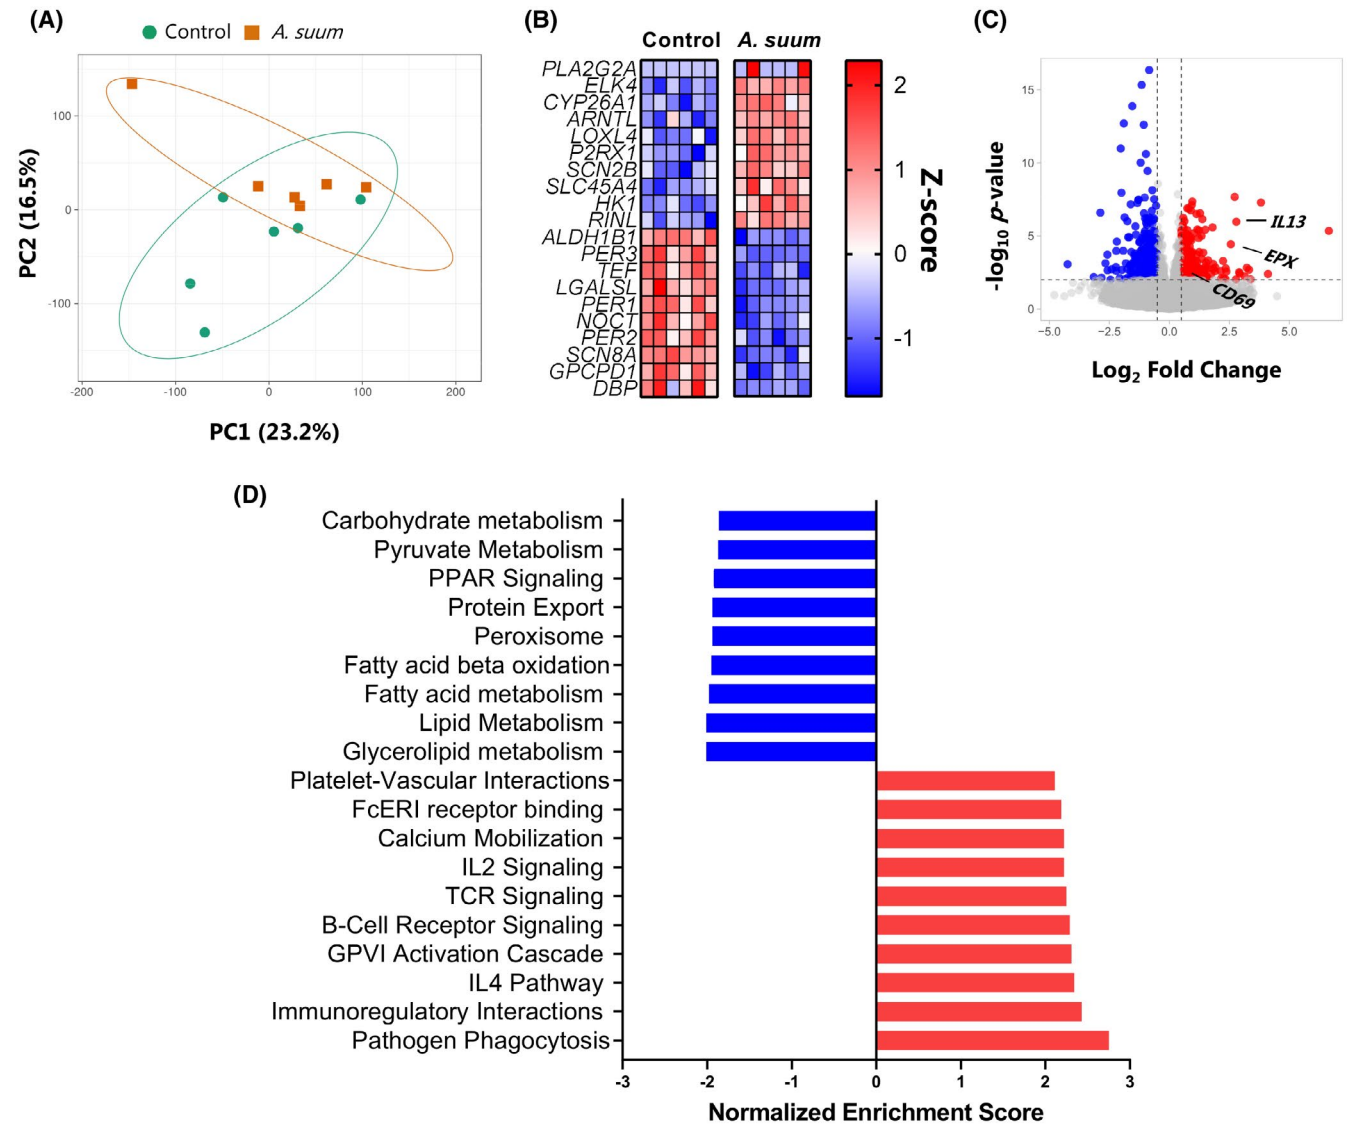 (A)
Control A. suum
PC2 (16.5%)
100
0
-100
-200 -100 0 100 200
PC1 (23.2%)
(B)
Control A. suum
PLA2G2A
ELK4
CYP26A1
ARNTL
LOXL4
P2RX1
SCN2B
SLC45A4
HK1
RINL
ALDH1B1
PER3
TEF
LGALSL
PER1
NOCT
PER2
SCN8A
GPCPD1
DBP
2
1
0
-1
Z-score
(C)
-log10 p-value
15
10
5
0
IL13
EPX
CD69
−5.0 −2.5 0.0 2.5 5.0
Log2 Fold Change
(D)
Carbohydrate metabolism
Pyruvate Metabolism
PPAR Signaling
Protein Export
Peroxisome
Fatty acid beta oxidation
Fatty acid metabolism
Lipid Metabolism
Glycerolipid metabolism
Platelet-Vascular Interactions
FcERI receptor binding
Calcium Mobilization
IL2 Signaling
TCR Signaling
B-Cell Receptor Signaling
GPVI Activation Cascade
IL4 Pathway
Immunoregulatory Interactions
Pathogen Phagocytosis
-3 -2 -1 0 1 2 3
Normalized Enrichment Score